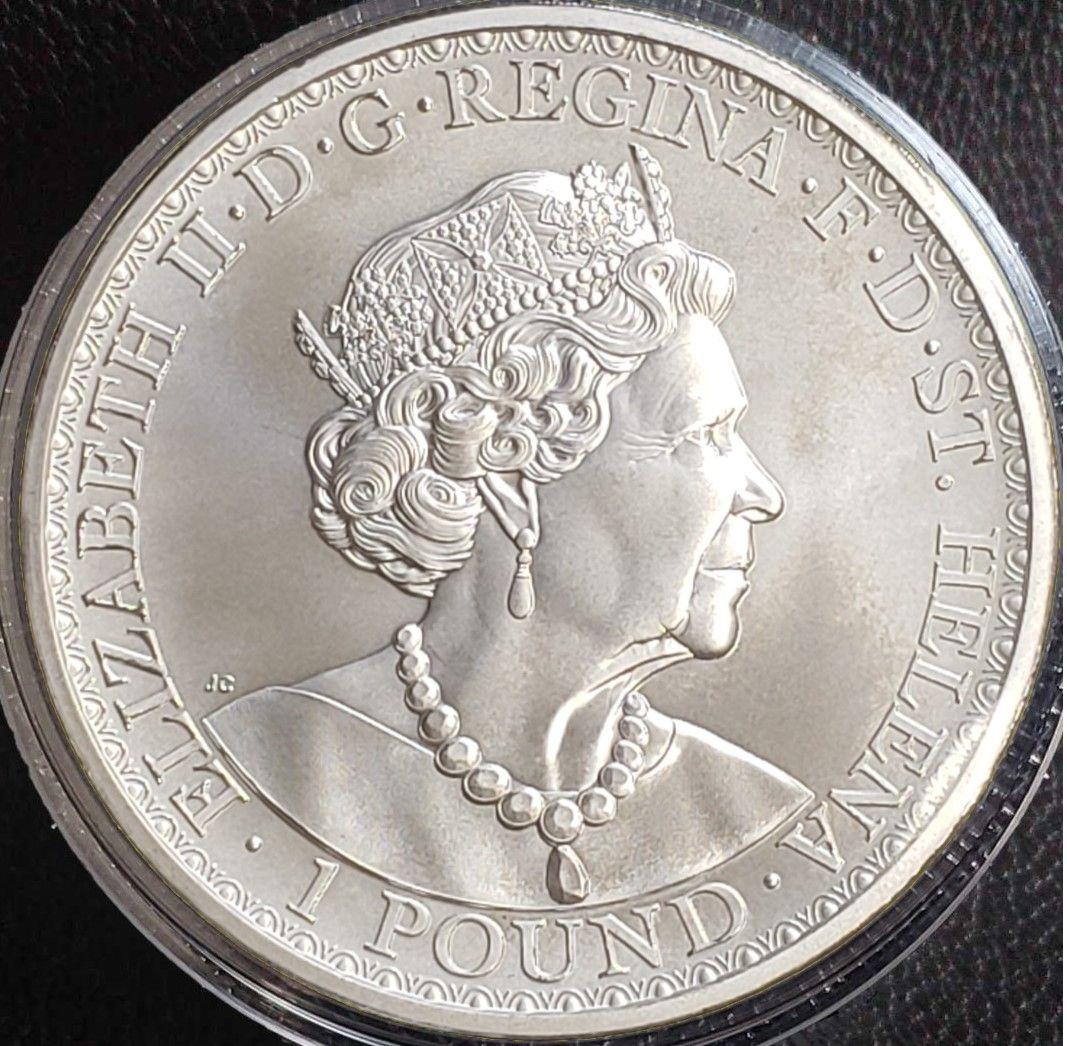 · ELIZABETH II · D · G · REGINA · F · D · ST · HELENA ·
1 POUND
JC